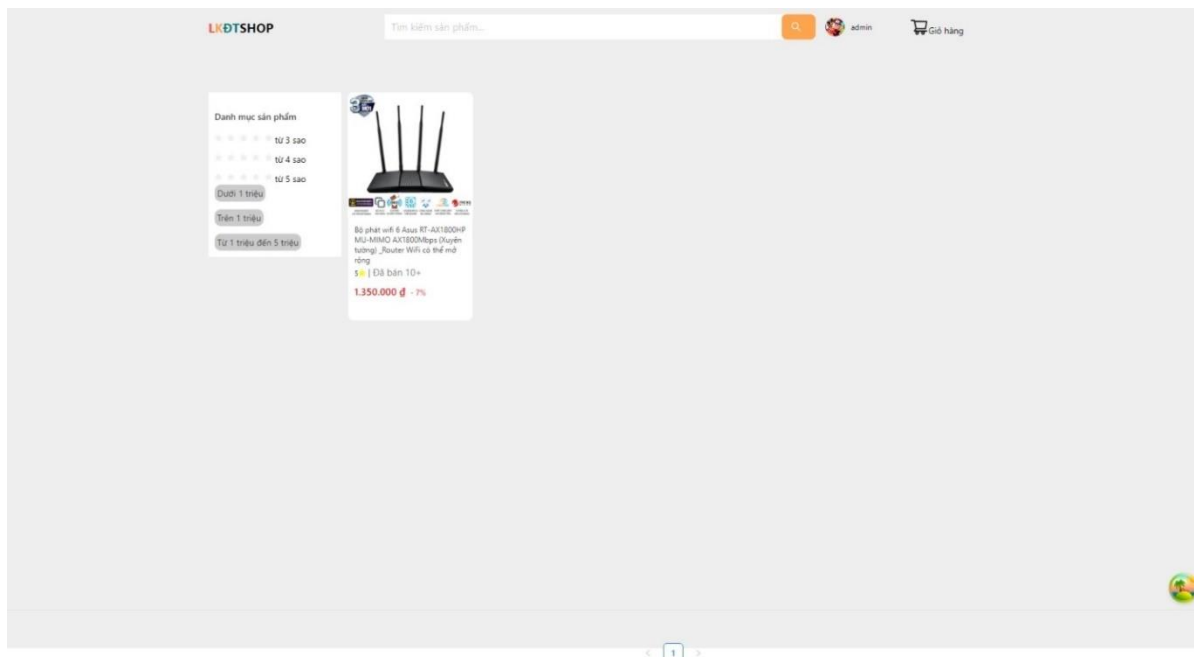 LKĐTSHOP
Tìm kiếm sản phẩm...
admin
Giỏ hàng
Danh mục sản phẩm
từ 3 sao
từ 4 sao
từ 5 sao
Dưới 1 triệu
Trên 1 triệu
Từ 1 triệu đến 5 triệu
Bộ phát wifi 6 Asus RT-AX1800HP
MU-MIMO AX1800Mbps (Xuyên
tường) _Router WiFi có thể mở
rộng
5 | Đã bán 10+
1.350.000 ₫ - 7%
< 1 >